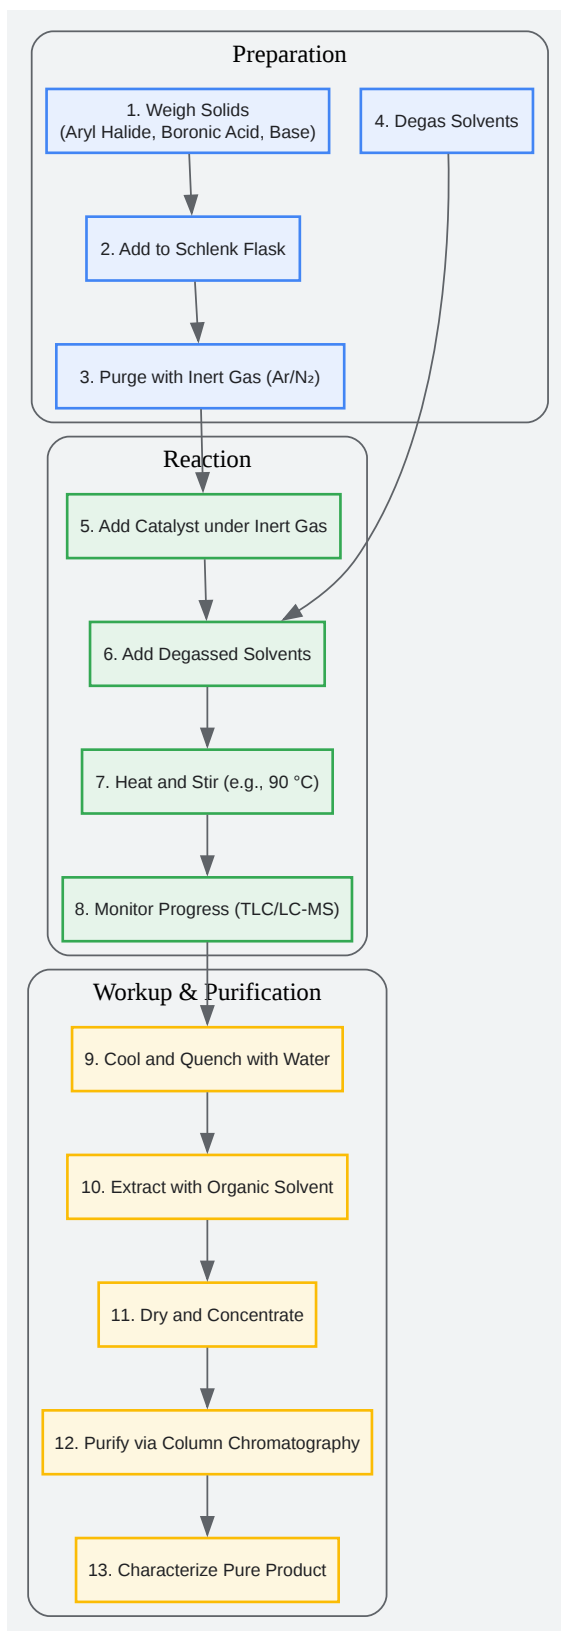 Preparation
1. Weigh Solids
(Aryl Halide, Boronic Acid, Base)
4. Degas Solvents
2. Add to Schlenk Flask
3. Purge with Inert Gas (Ar/N₂)
Reaction
5. Add Catalyst under Inert Gas
6. Add Degassed Solvents
7. Heat and Stir (e.g., 90 °C)
8. Monitor Progress (TLC/LC-MS)
Workup & Purification
9. Cool and Quench with Water
10. Extract with Organic Solvent
11. Dry and Concentrate
12. Purify via Column Chromatography
13. Characterize Pure Product